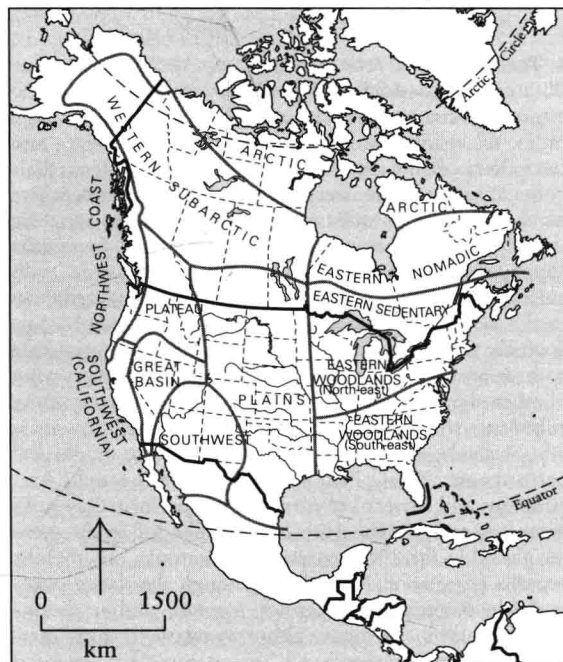 Arctic
Circle
WESTERN SUBARCTIC
ARCTIC
ARCTIC
NORTHWEST COAST
EASTERN NOMADIC
EASTERN SEDENTARY
PLATEAU
GREAT
BASIN
PLAINS
EASTERN
WOODLANDS
(North-east)
SOUTHWEST
(CALIFORNIA)
SOUTHWEST
EASTERN
WOODLANDS
(South-east)
Equator
0 1500
km